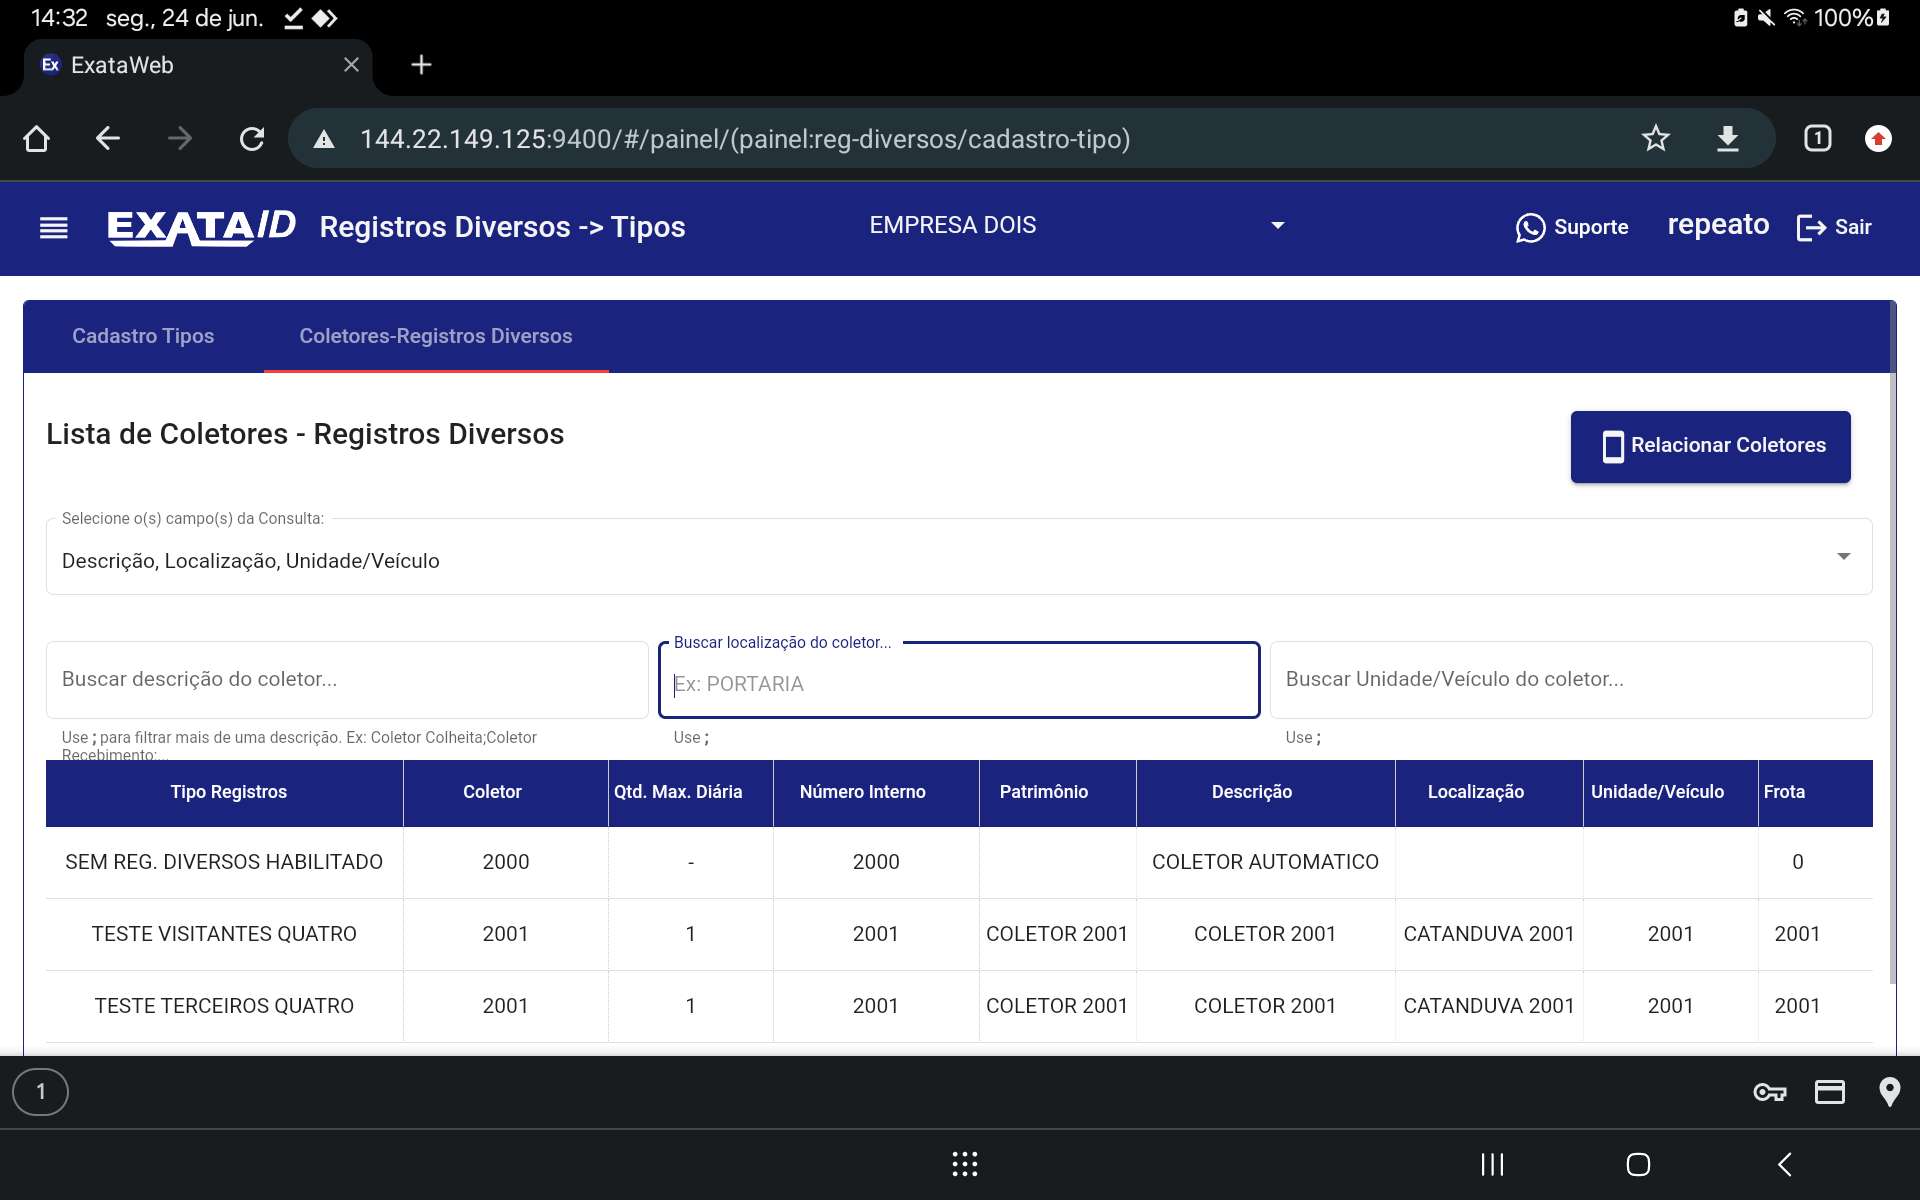 14:32 seg., 24 de jun.
100%
Ex ExataWeb
144.22.149.125:9400/#/painel/(painel:reg-diversos/cadastro-tipo)
1
EXATA/D Registros Diversos -> Tipos EMPRESA DOIS Suporte repeato Sair
Cadastro Tipos Coletores-Registros Diversos
Lista de Coletores - Registros Diversos
Relacionar Coletores
Selecione o(s) campo(s) da Consulta:
Descrição, Localização, Unidade/Veículo
Buscar descrição do coletor...
Buscar localização do coletor...
Ex: PORTARIA
Buscar Unidade/Veículo do coletor...
Use ; para filtrar mais de uma descrição. Ex: Coletor Colheita;Coletor
Recebimento;...
Use ;
Use ;
Tipo Registros Coletor Qtd. Max. Diária Número Interno Patrimônio Descrição Localização Unidade/Veículo Frota
SEM REG. DIVERSOS HABILITADO 2000 - 2000 COLETOR AUTOMATICO 0
TESTE VISITANTES QUATRO 2001 1 2001 COLETOR 2001 COLETOR 2001 CATANDUVA 2001 2001 2001
TESTE TERCEIROS QUATRO 2001 1 2001 COLETOR 2001 COLETOR 2001 CATANDUVA 2001 2001 2001
1